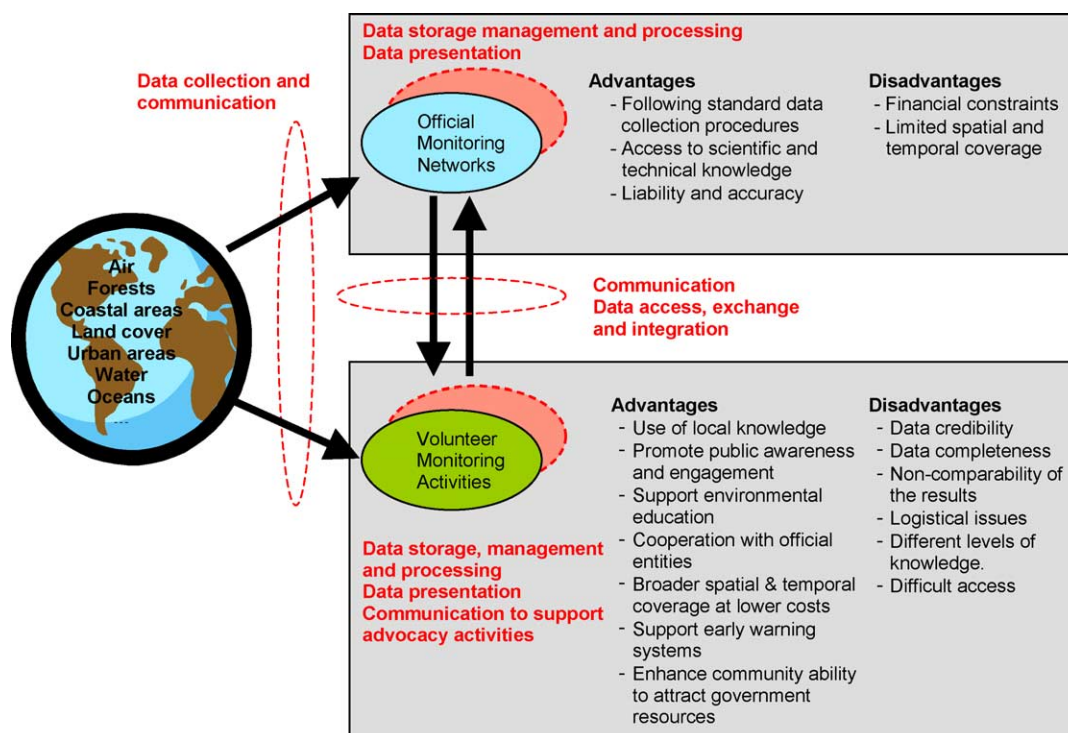 Data collection and
communication
Data storage management and processing
Data presentation
Official
Monitoring
Networks
Advantages
- Following standard data
collection procedures
- Access to scientific and
technical knowledge
- Liability and accuracy
Disadvantages
- Financial constraints
- Limited spatial and
temporal coverage
Air
Forests
Coastal areas
Land cover
Urban areas
Water
Oceans
...
Communication
Data access, exchange
and integration
Volunteer
Monitoring
Activities
Data storage, management
and processing
Data presentation
Communication to support
advocacy activities
Advantages
- Use of local knowledge
- Promote public awareness
and engagement
- Support environmental
education
- Cooperation with official
entities
- Broader spatial & temporal
coverage at lower costs
- Support early warning
systems
- Enhance community ability
to attract government
resources
Disadvantages
- Data credibility
- Data completeness
- Non-comparability of
the results
- Logistical issues
- Different levels of
knowledge.
- Difficult access